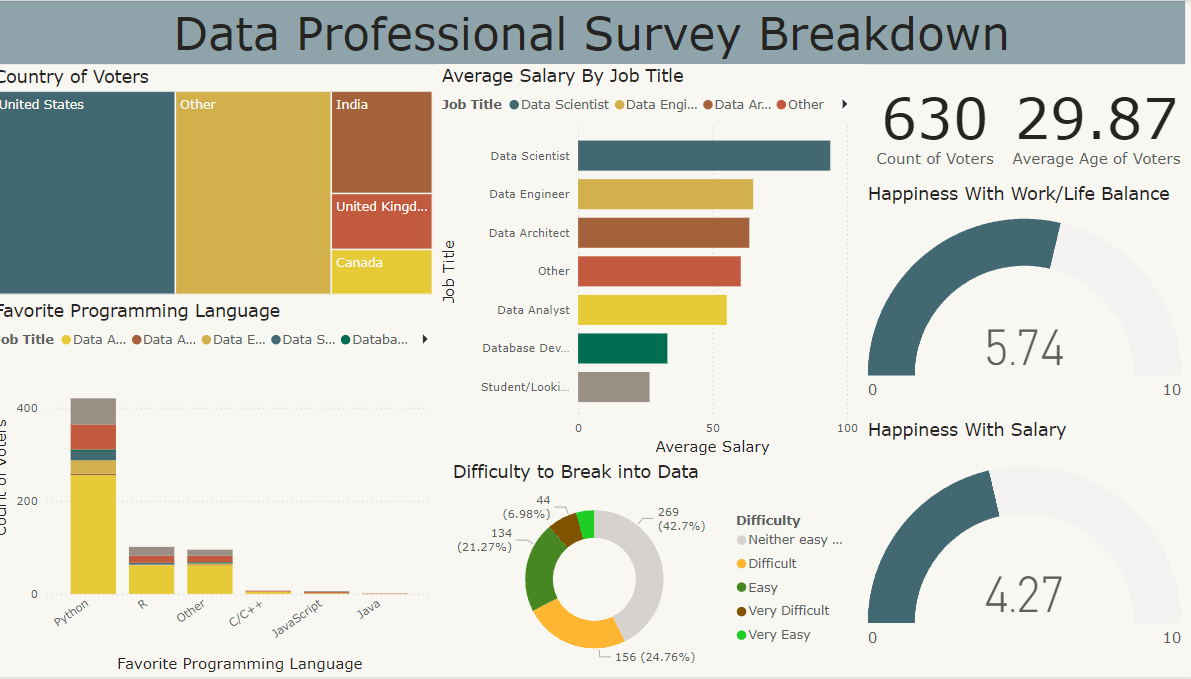 Data Professional Survey Breakdown
Country of Voters
United States
Other
India
United Kingd...
Canada
Average Salary By Job Title
Job Title Data Scientist Data Engi... Data Ar... Other
Job Title
Data Scientist
Data Engineer
Data Architect
Other
Data Analyst
Database Dev...
Student/Looki...
0 50 100
Average Salary
630
Count of Voters
29.87
Average Age of Voters
Happiness With Work/Life Balance
5.74
0 10
Favorite Programming Language
ob Title Data A... Data A... Data E... Data S... Databa...
Count of Voters
400
200
0
Python R Other C/C++ JavaScript Java
Favorite Programming Language
Difficulty to Break into Data
44
(6.98%)
269
(42.7%)
134
(21.27%)
156 (24.76%)
Difficulty
Neither easy ...
Difficult
Easy
Very Difficult
Very Easy
Happiness With Salary
4.27
0 10